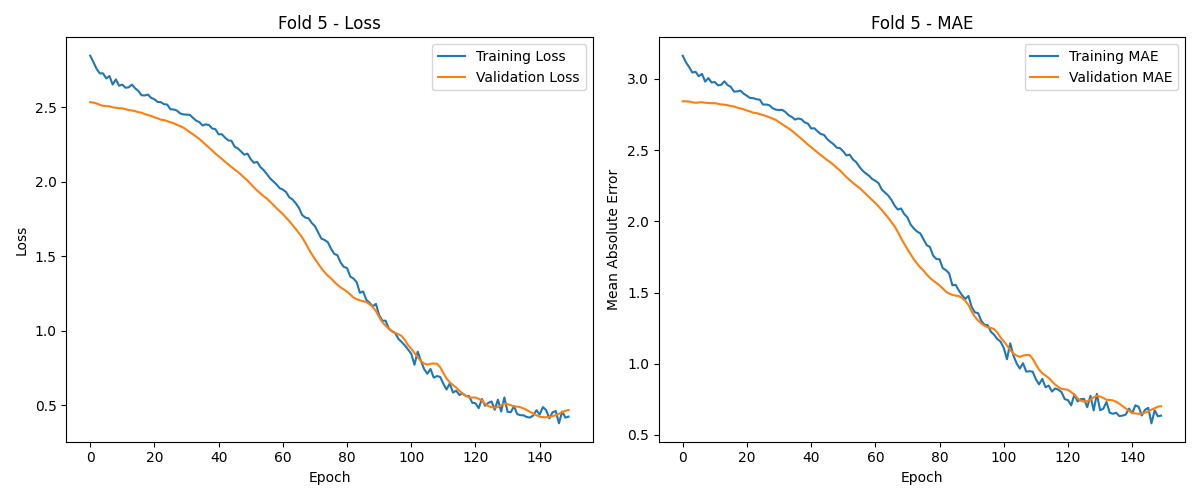 Fold 5 - Loss
Training Loss
Validation Loss
2.5
2.0
1.5
1.0
0.5
Loss
0 20 40 60 80 100 120 140
Epoch
Fold 5 - MAE
Training MAE
Validation MAE
3.0
2.5
2.0
1.5
1.0
0.5
Mean Absolute Error
0 20 40 60 80 100 120 140
Epoch